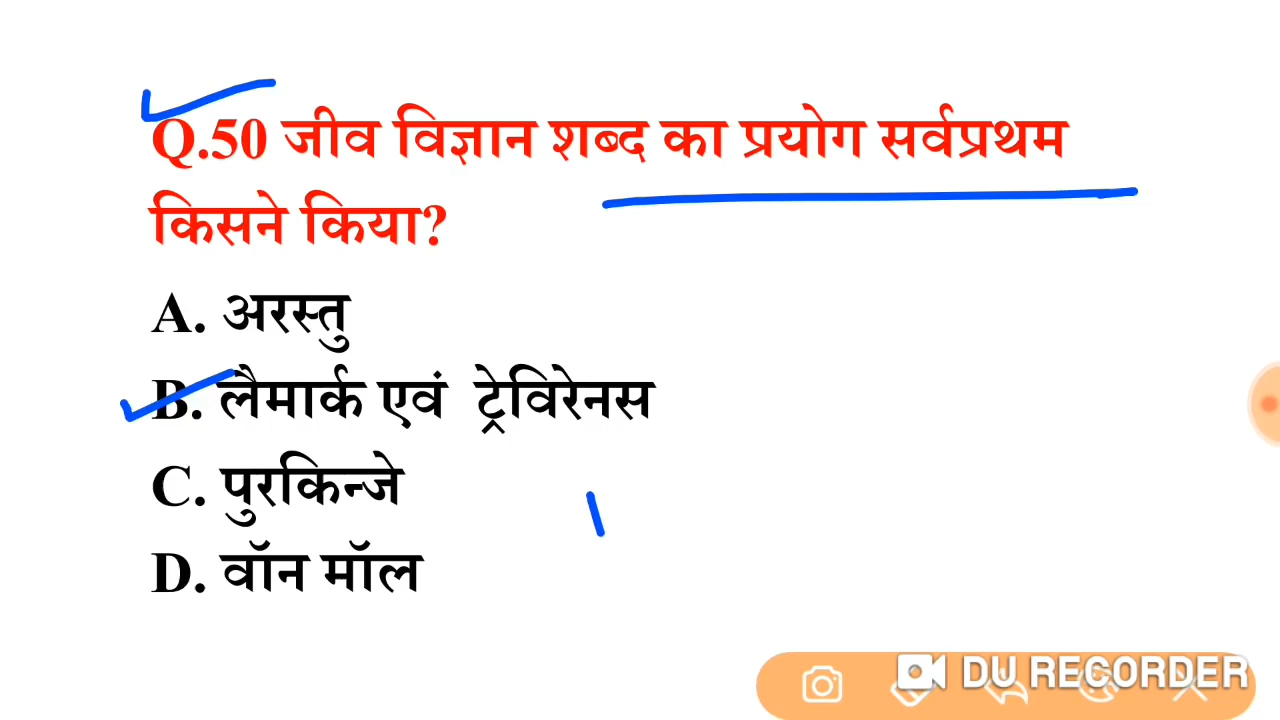 Q.50 जीव विज्ञान शब्द का प्रयोग सर्वप्रथम
किसने किया?
A. अरस्तु
B. लैमार्क एवं ट्रेविरेनस
C. पुरकिन्जे
D. वॉन मॉल
DU RECORDER